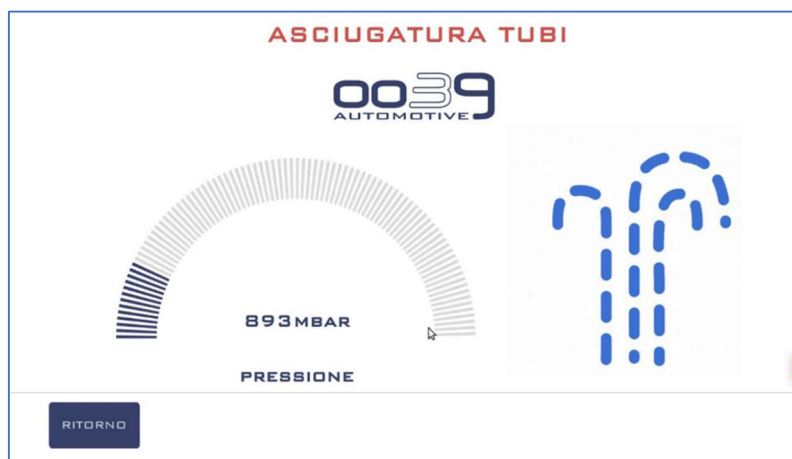 ASCIUGATURA TUBI
0039
AUTOMOTIVE
893MBAR
PRESSIONE
RITORNO